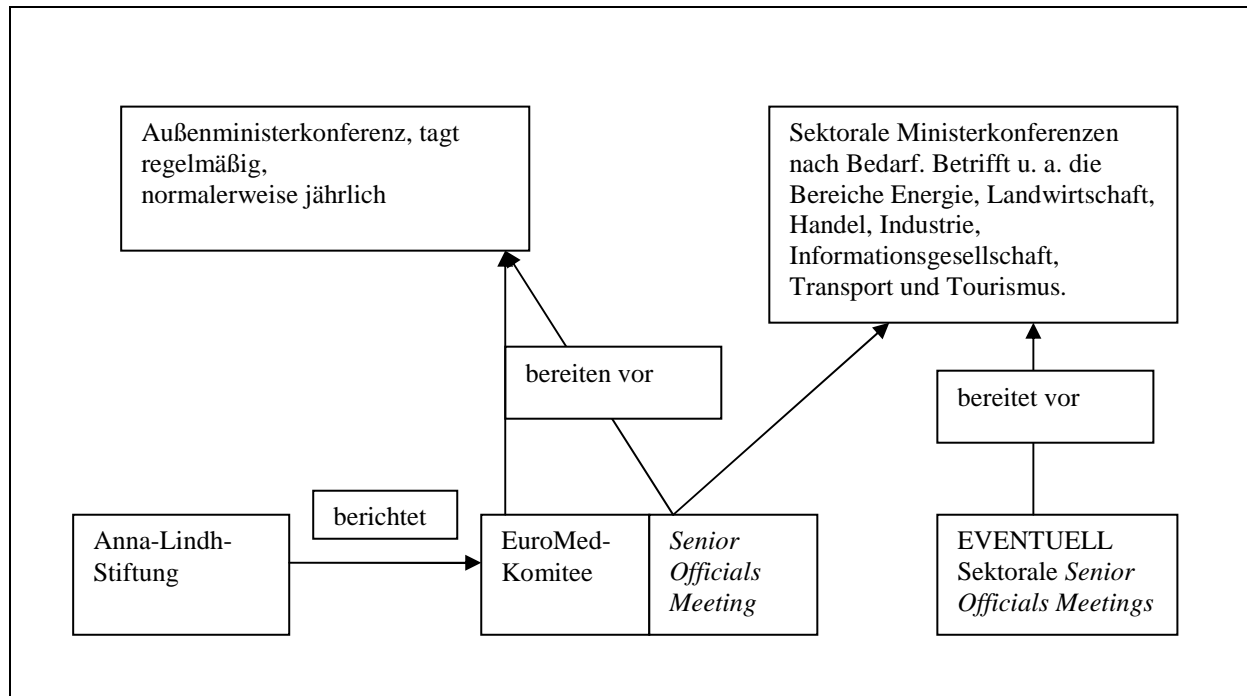 Außenministerkonferenz, tagt
regelmäßig,
normalerweise jährlich
Sektorale Ministerkonferenzen
nach Bedarf. Betrifft u. a. die
Bereiche Energie, Landwirtschaft,
Handel, Industrie,
Informationsgesellschaft,
Transport und Tourismus.
bereiten vor
bereitet vor
berichtet
Anna-Lindh-
Stiftung
EuroMed-
Komitee
Senior
Officials
Meeting
EVENTUELL
Sektorale Senior
Officials Meetings